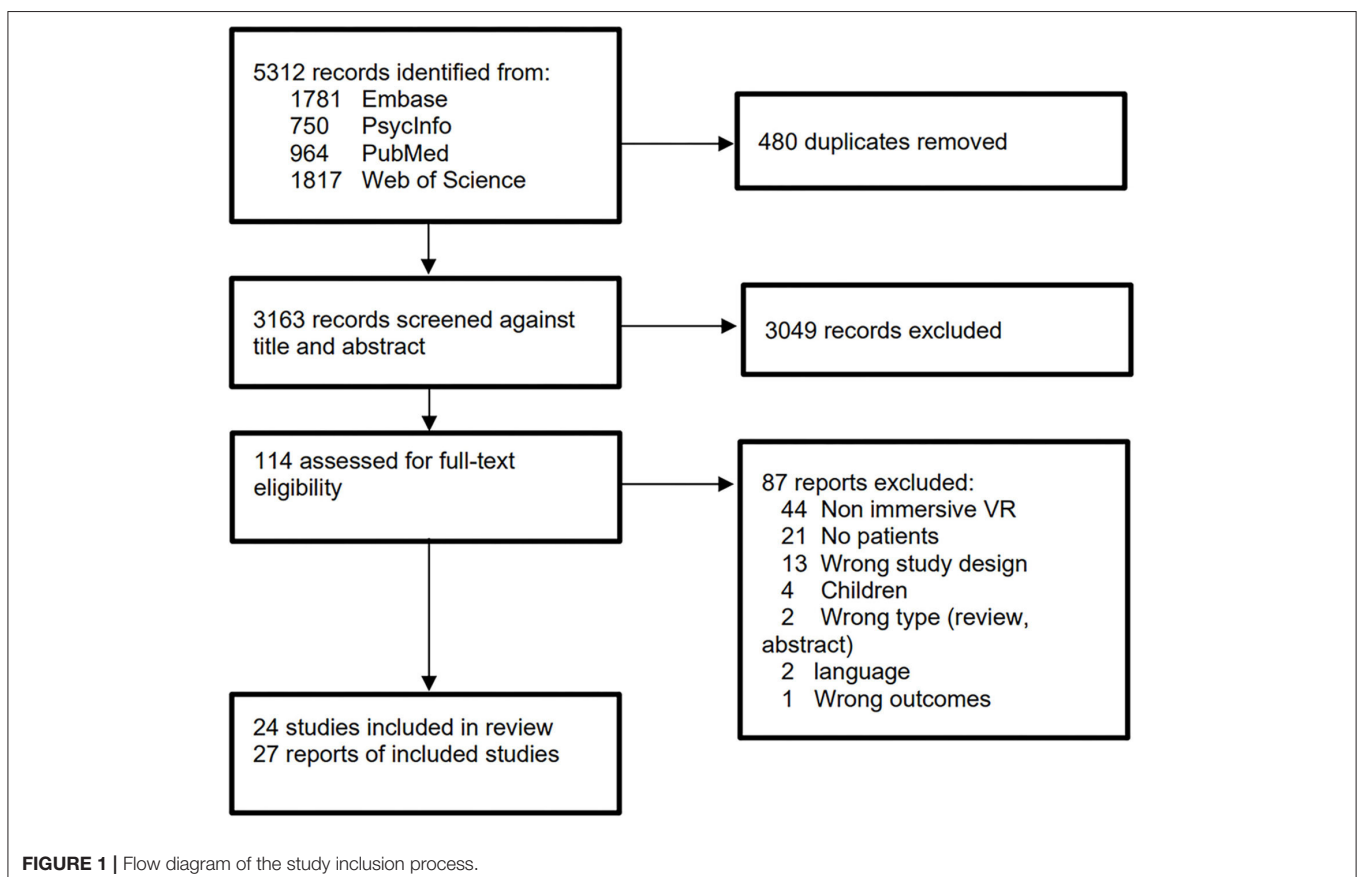 5312 records identified from:
1781 Embase
750 PsycInfo
964 PubMed
1817 Web of Science
480 duplicates removed
3163 records screened against
title and abstract
3049 records excluded
114 assessed for full-text
eligibility
87 reports excluded:
44 Non immersive VR
21 No patients
13 Wrong study design
4 Children
2 Wrong type (review,
abstract)
2 language
1 Wrong outcomes
24 studies included in review
27 reports of included studies
FIGURE 1 | Flow diagram of the study inclusion process.